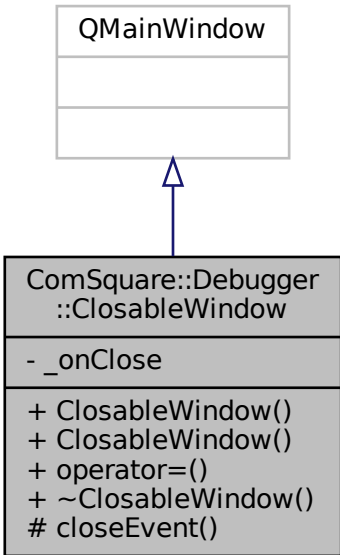 QMainWindow
ComSquare::Debugger
::ClosableWindow
- _onClose
+ ClosableWindow()
+ ClosableWindow()
+ operator=()
+ ~ClosableWindow()
# closeEvent()